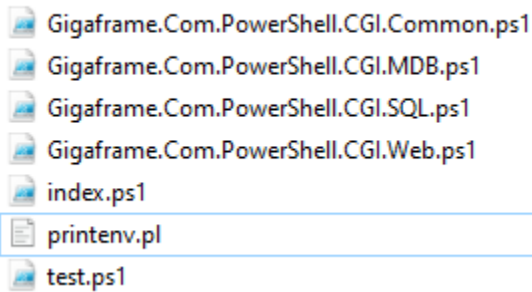 Gigaframe.Com.PowerShell.CGI.Common.ps1
Gigaframe.Com.PowerShell.CGI.MDB.ps1
Gigaframe.Com.PowerShell.CGI.SQL.ps1
Gigaframe.Com.PowerShell.CGI.Web.ps1
index.ps1
printenv.pl
test.ps1